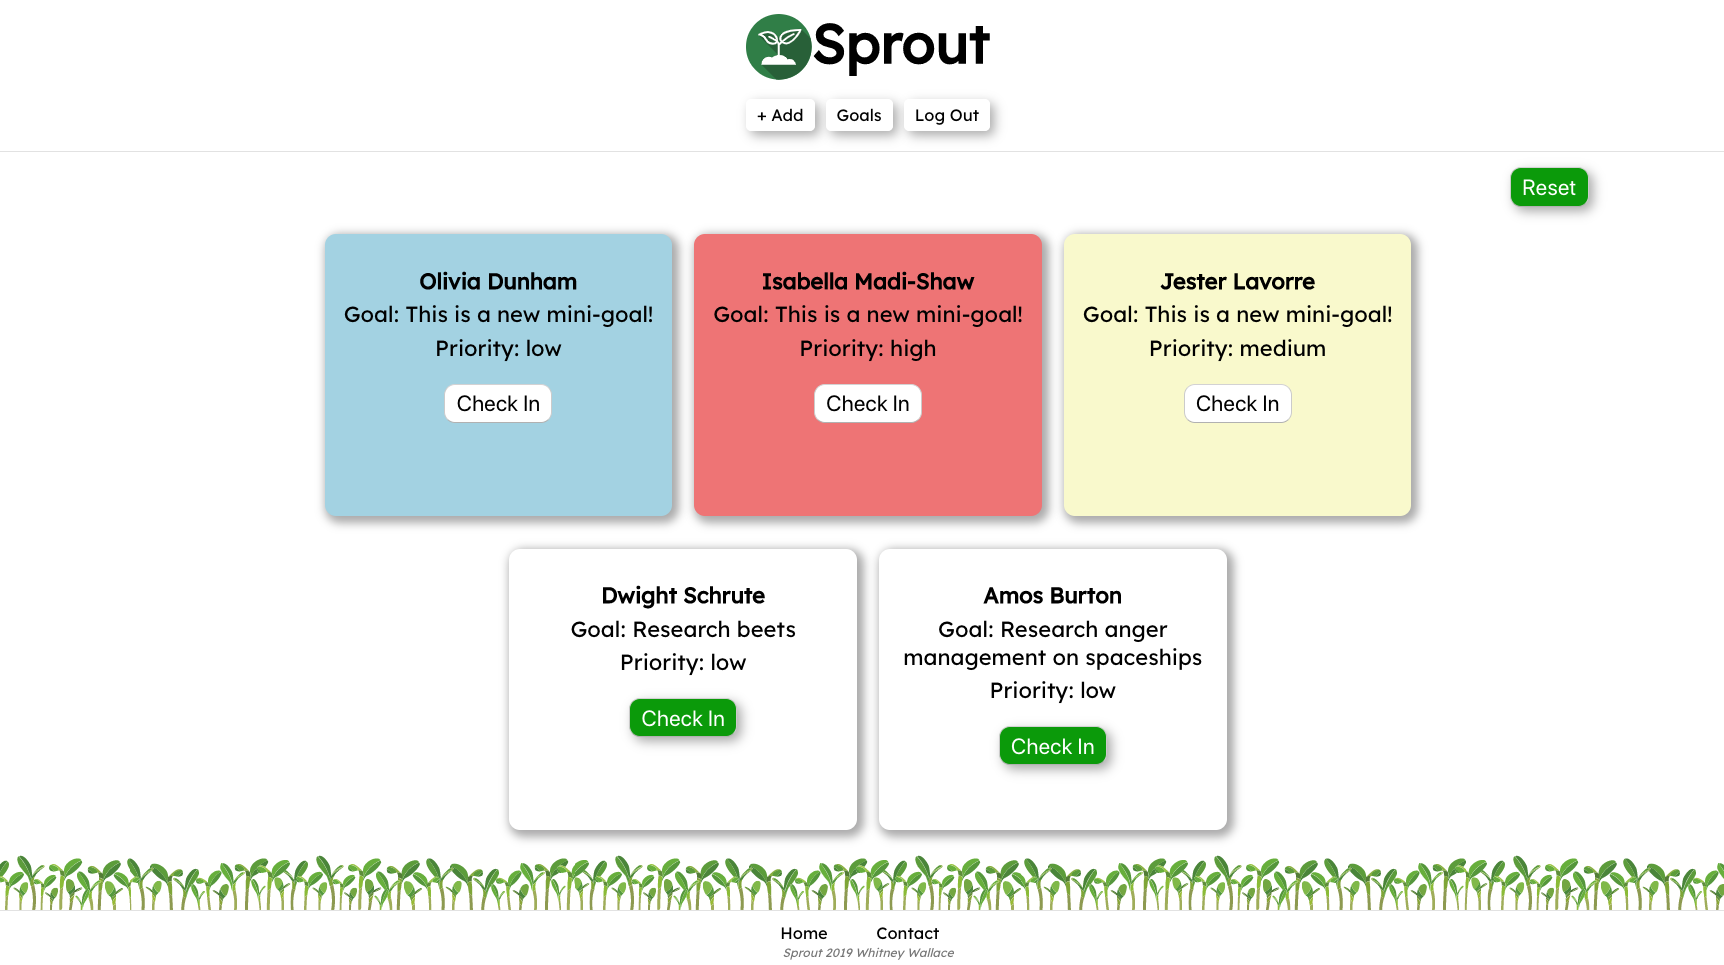 Sprout
+ Add
Goals
Log Out
Reset
Olivia Dunham
Goal: This is a new mini-goal!
Priority: low
Check In
Isabella Madi-Shaw
Goal: This is a new mini-goal!
Priority: high
Check In
Jester Lavorre
Goal: This is a new mini-goal!
Priority: medium
Check In
Dwight Schrute
Goal: Research beets
Priority: low
Check In
Amos Burton
Goal: Research anger
management on spaceships
Priority: low
Check In
Home
Contact
Sprout 2019 Whitney Wallace